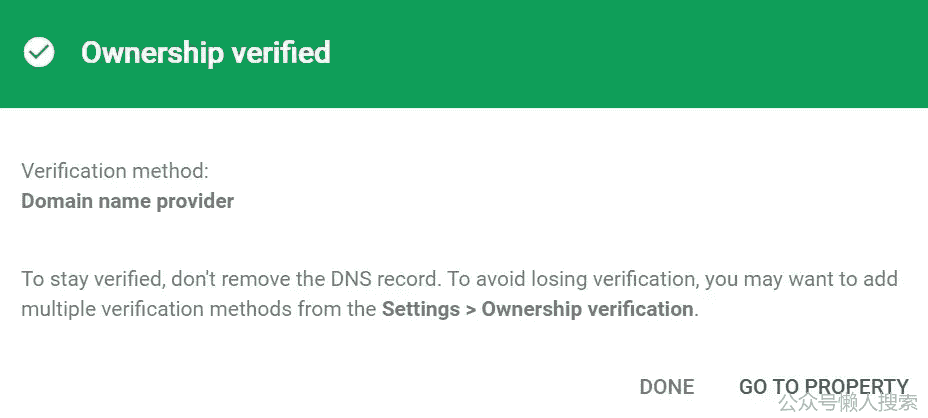 Ownership verified
Verification method:
Domain name provider
To stay verified, don't remove the DNS record. To avoid losing verification, you may want to add
multiple verification methods from the Settings > Ownership verification.
DONE GO TO PROPERTY
公众号懒人搜索